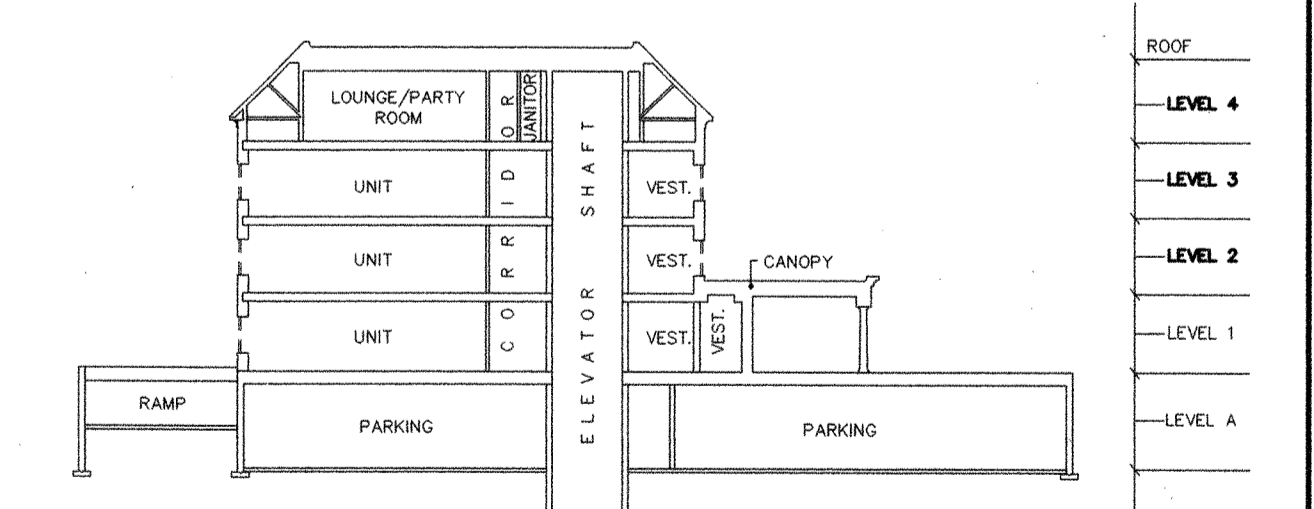 ROOF
LOUNGE/PARTY
ROOM
JANITOR
LEVEL 4
UNIT
CORRIDOR
ELEVATOR SHAFT
VEST.
LEVEL 3
UNIT
VEST.
CANOPY
LEVEL 2
UNIT
VEST.
VEST.
LEVEL 1
RAMP
PARKING
PARKING
LEVEL A